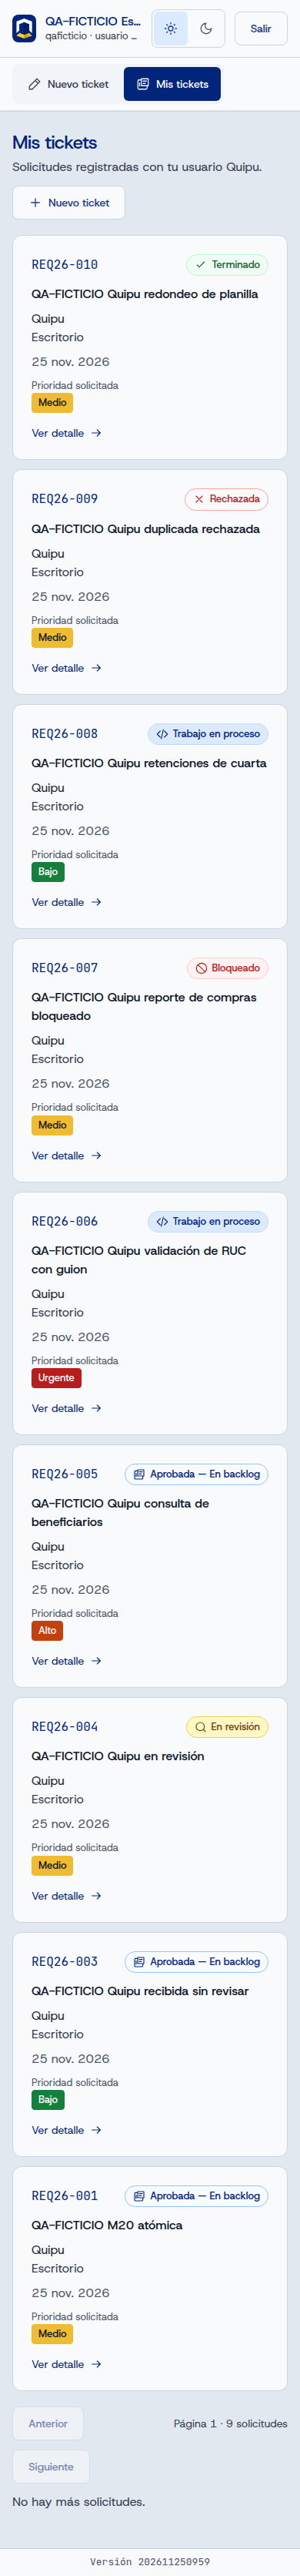 QA-FICTICIO Es...
qaficticio · usuario ...
Salir
Nuevo ticket
Mis tickets
Mis tickets
Solicitudes registradas con tu usuario Quipu.
Nuevo ticket
REQ26-010
Terminado
QA-FICTICIO Quipu redondeo de planilla
Quipu
Escritorio
25 nov. 2026
Prioridad solicitada
Medio
Ver detalle
REQ26-009
Rechazada
QA-FICTICIO Quipu duplicada rechazada
Quipu
Escritorio
25 nov. 2026
Prioridad solicitada
Medio
Ver detalle
REQ26-008
Trabajo en proceso
QA-FICTICIO Quipu retenciones de cuarta
Quipu
Escritorio
25 nov. 2026
Prioridad solicitada
Bajo
Ver detalle
REQ26-007
Bloqueado
QA-FICTICIO Quipu reporte de compras
bloqueado
Quipu
Escritorio
25 nov. 2026
Prioridad solicitada
Medio
Ver detalle
REQ26-006
Trabajo en proceso
QA-FICTICIO Quipu validación de RUC
con guion
Quipu
Escritorio
25 nov. 2026
Prioridad solicitada
Urgente
Ver detalle
REQ26-005
Aprobada — En backlog
QA-FICTICIO Quipu consulta de
beneficiarios
Quipu
Escritorio
25 nov. 2026
Prioridad solicitada
Alto
Ver detalle
REQ26-004
En revisión
QA-FICTICIO Quipu en revisión
Quipu
Escritorio
25 nov. 2026
Prioridad solicitada
Medio
Ver detalle
REQ26-003
Aprobada — En backlog
QA-FICTICIO Quipu recibida sin revisar
Quipu
Escritorio
25 nov. 2026
Prioridad solicitada
Bajo
Ver detalle
REQ26-001
Aprobada — En backlog
QA-FICTICIO M20 atómica
Quipu
Escritorio
25 nov. 2026
Prioridad solicitada
Medio
Ver detalle
Anterior
Página 1 · 9 solicitudes
Siguiente
No hay más solicitudes.
Versión 202611250959